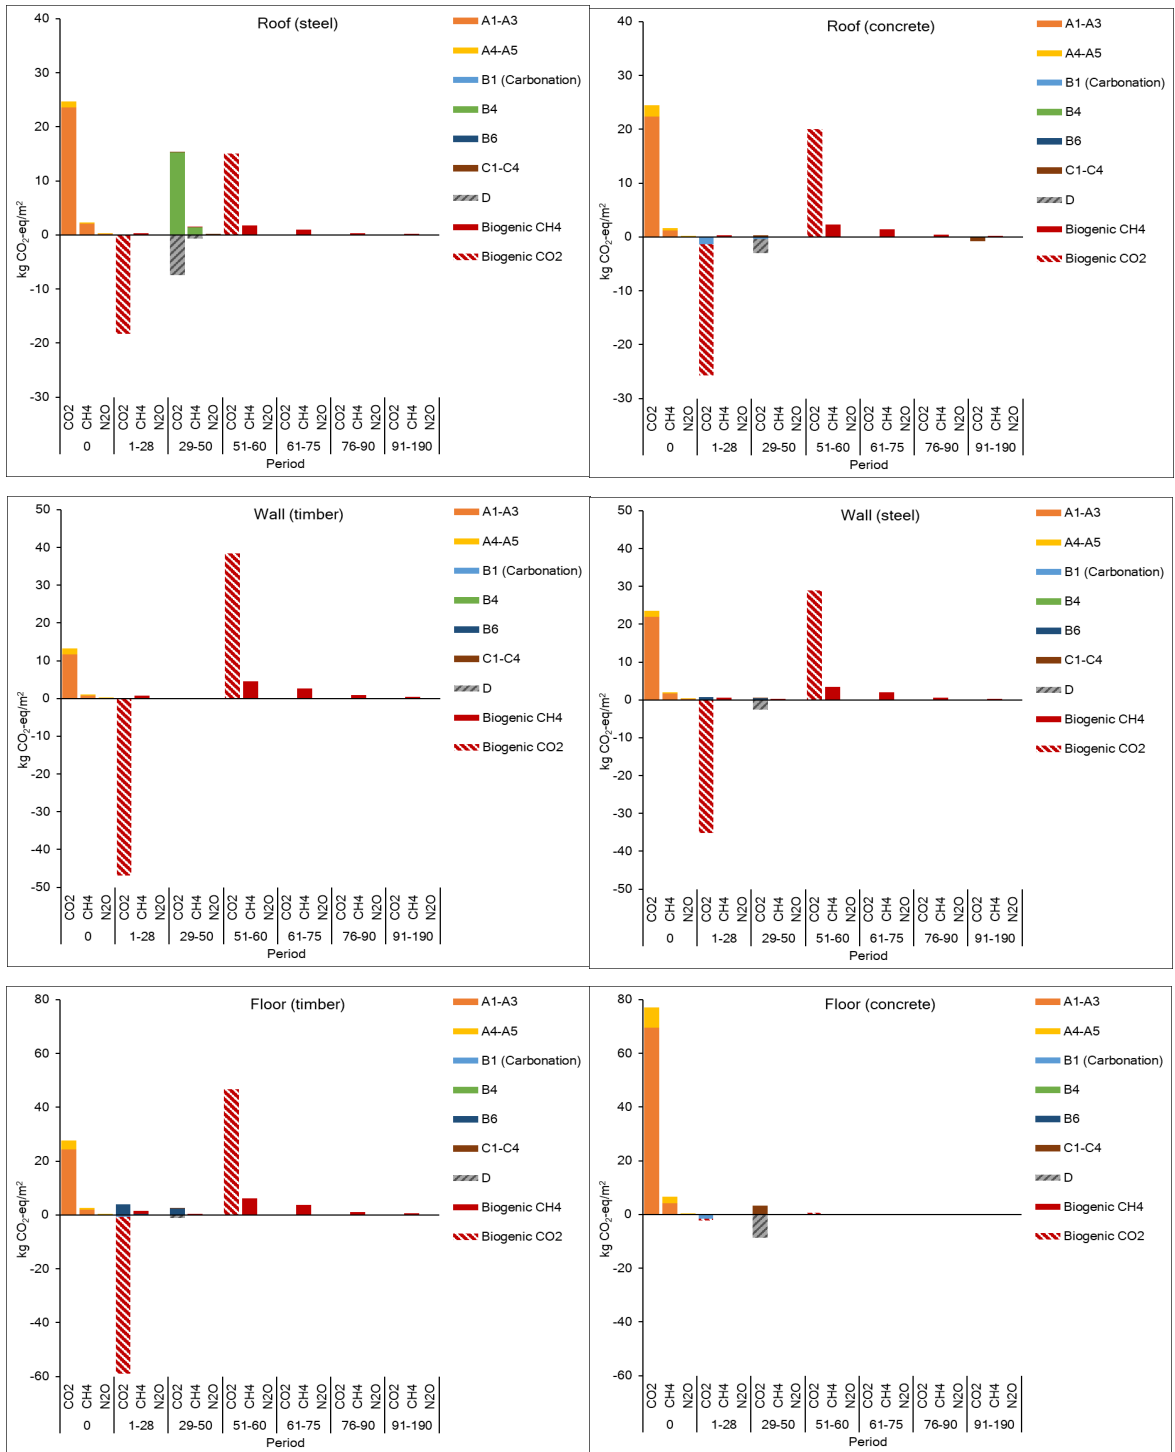 Roof (steel)
40
30
20
10
0
-10
-20
-30
kg CO₂-eq/m²
CO2 CH4 N2O CO2 CH4 N2O CO2 CH4 N2O CO2 CH4 N2O CO2 CH4 N2O CO2 CH4 N2O CO2 CH4 N2O
0 1-28 29-50 51-60 61-75 76-90 91-190
Period
A1-A3
A4-A5
B1 (Carbonation)
B4
B6
C1-C4
D
Biogenic CH4
Biogenic CO2
Roof (concrete)
40
30
20
10
0
-10
-20
-30
kg CO₂-eq/m²
CO2 CH4 N2O CO2 CH4 N2O CO2 CH4 N2O CO2 CH4 N2O CO2 CH4 N2O CO2 CH4 N2O CO2 CH4 N2O
0 1-28 29-50 51-60 61-75 76-90 91-190
Period
A1-A3
A4-A5
B1 (Carbonation)
B4
B6
C1-C4
D
Biogenic CH4
Biogenic CO2
Wall (timber)
50
40
30
20
10
0
-10
-20
-30
-40
-50
kg CO₂-eq/m²
CO2 CH4 N2O CO2 CH4 N2O CO2 CH4 N2O CO2 CH4 N2O CO2 CH4 N2O CO2 CH4 N2O CO2 CH4 N2O
0 1-28 29-50 51-60 61-75 76-90 91-190
Period
A1-A3
A4-A5
B1 (Carbonation)
B4
B6
C1-C4
D
Biogenic CH4
Biogenic CO2
Wall (steel)
50
40
30
20
10
0
-10
-20
-30
-40
-50
kg CO₂-eq/m²
CO2 CH4 N2O CO2 CH4 N2O CO2 CH4 N2O CO2 CH4 N2O CO2 CH4 N2O CO2 CH4 N2O CO2 CH4 N2O
0 1-28 29-50 51-60 61-75 76-90 91-190
Period
A1-A3
A4-A5
B1 (Carbonation)
B4
B6
C1-C4
D
Biogenic CH4
Biogenic CO2
Floor (timber)
80
60
40
20
0
-20
-40
-60
kg CO₂-eq/m²
CO2 CH4 N2O CO2 CH4 N2O CO2 CH4 N2O CO2 CH4 N2O CO2 CH4 N2O CO2 CH4 N2O CO2 CH4 N2O
0 1-28 29-50 51-60 61-75 76-90 91-190
Period
A1-A3
A4-A5
B1 (Carbonation)
B4
B6
C1-C4
D
Biogenic CH4
Biogenic CO2
Floor (concrete)
80
60
40
20
0
-20
-40
-60
kg CO₂-eq/m²
CO2 CH4 N2O CO2 CH4 N2O CO2 CH4 N2O CO2 CH4 N2O CO2 CH4 N2O CO2 CH4 N2O CO2 CH4 N2O
0 1-28 29-50 51-60 61-75 76-90 91-190
Period
A1-A3
A4-A5
B1 (Carbonation)
B4
B6
C1-C4
D
Biogenic CH4
Biogenic CO2